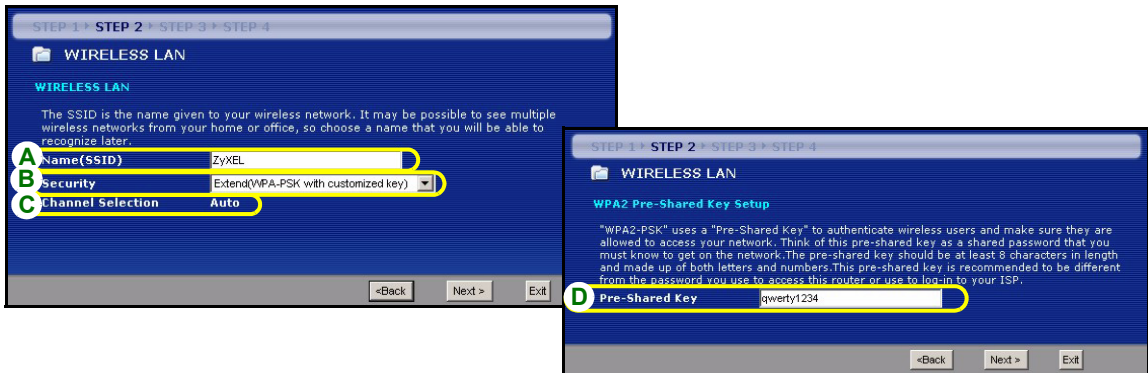 STEP 1 STEP 2 STEP 3 STEP 4
WIRELESS LAN
WIRELESS LAN
The SSID is the name given to your wireless network. It may be possible to see multiple
wireless networks from your home or office, so choose a name that you will be able to
recognize later.
A Name(SSID) ZyXEL
B Security Extend(WPA-PSK with customized key)
C Channel Selection Auto
<Back Next > Exit
STEP 1 STEP 2 STEP 3 STEP 4
WIRELESS LAN
WPA2 Pre-Shared Key Setup
"WPA2-PSK" uses a "Pre-Shared Key" to authenticate wireless users and make sure they are
allowed to access your network. Think of this pre-shared key as a shared password that you
must know to get on the network.The pre-shared key should be at least 8 characters in length
and made up of both letters and numbers.This pre-shared key is recommended to be different
from the password you use to access this router or use to log-in to your ISP.
D Pre-Shared Key qwerty1234
<Back Next > Exit